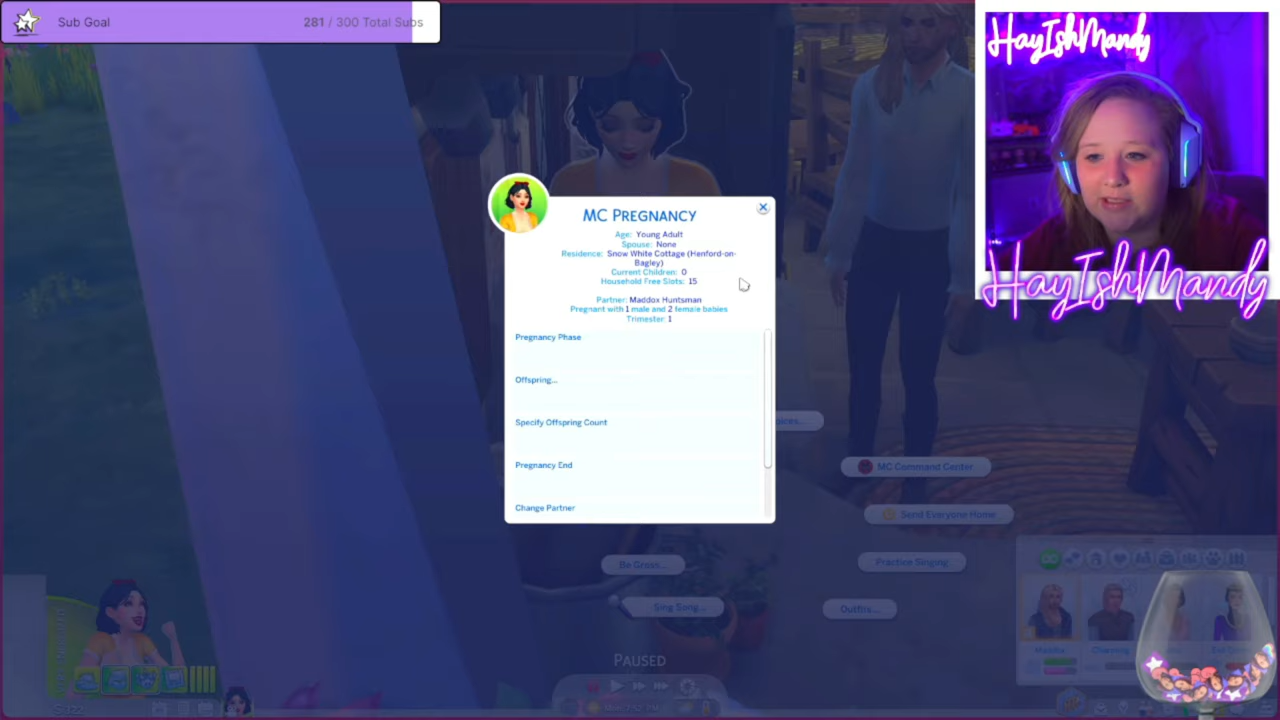 Sub Goal 281 / 300 Total Subs
HayIshMandy
HayIshMandy
MC Pregnancy
Age: Young Adult
Spouse: None
Residence: Snow White Cottage (Henford-on-
Bagley)
Current Children: 0
Household Free Slots: 15
Partner: Maddox Huntsman
Pregnant with 1 male and 2 female babies
Trimester: 1
Pregnancy Phase
Offspring...
Specify Offspring Count
Pregnancy End
Change Partner
MC Command Center
Send Everyone Home
Be Gross...
Practice Singing
Sing Song...
Outfits...
Charming
Paused